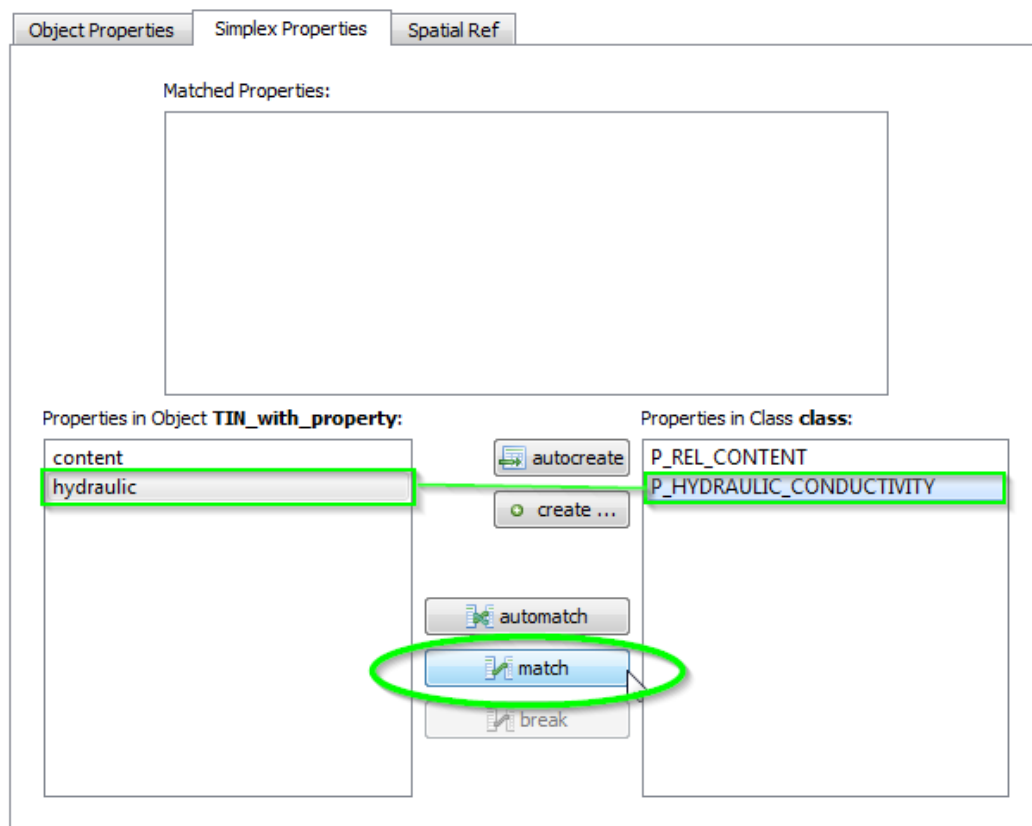 Object Properties
Simplex Properties
Spatial Ref
Matched Properties:
Properties in Object TIN_with_property:
content
hydraulic
autocreate
create ...
automatch
match
break
Properties in Class class:
P_REL_CONTENT
P_HYDRAULIC_CONDUCTIVITY